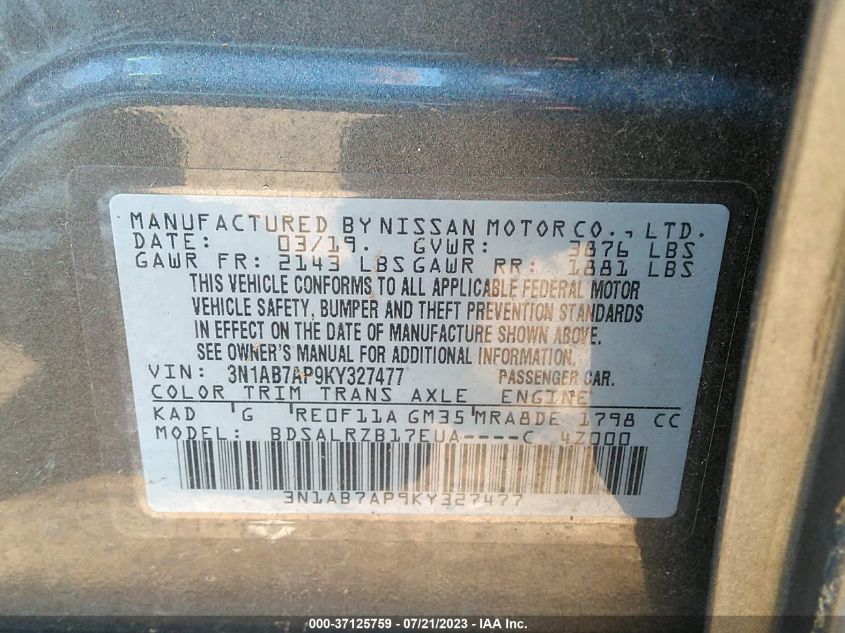 MANUFACTURED BY NISSAN MOTOR CO., LTD.
DATE: 03/19. GVWR: 3876 LBS
GAWR FR: 2143 LBS GAWR RR: 1881 LBS
THIS VEHICLE CONFORMS TO ALL APPLICABLE FEDERAL MOTOR
VEHICLE SAFETY, BUMPER AND THEFT PREVENTION STANDARDS
IN EFFECT ON THE DATE OF MANUFACTURE SHOWN ABOVE.
SEE OWNER'S MANUAL FOR ADDITIONAL INFORMATION.
VIN: 3N1AB7AP9KY327477 PASSENGER CAR.
COLOR TRIM TRANS AXLE ENGINE
KAD G RE0F11A GM35 MRA8DE 1798 CC
MODEL: BDSALRZB17EUA----C 4Z000
3N1AB7AP9KY327477
000-37125759 / 07/21/2023 - IAA Inc.